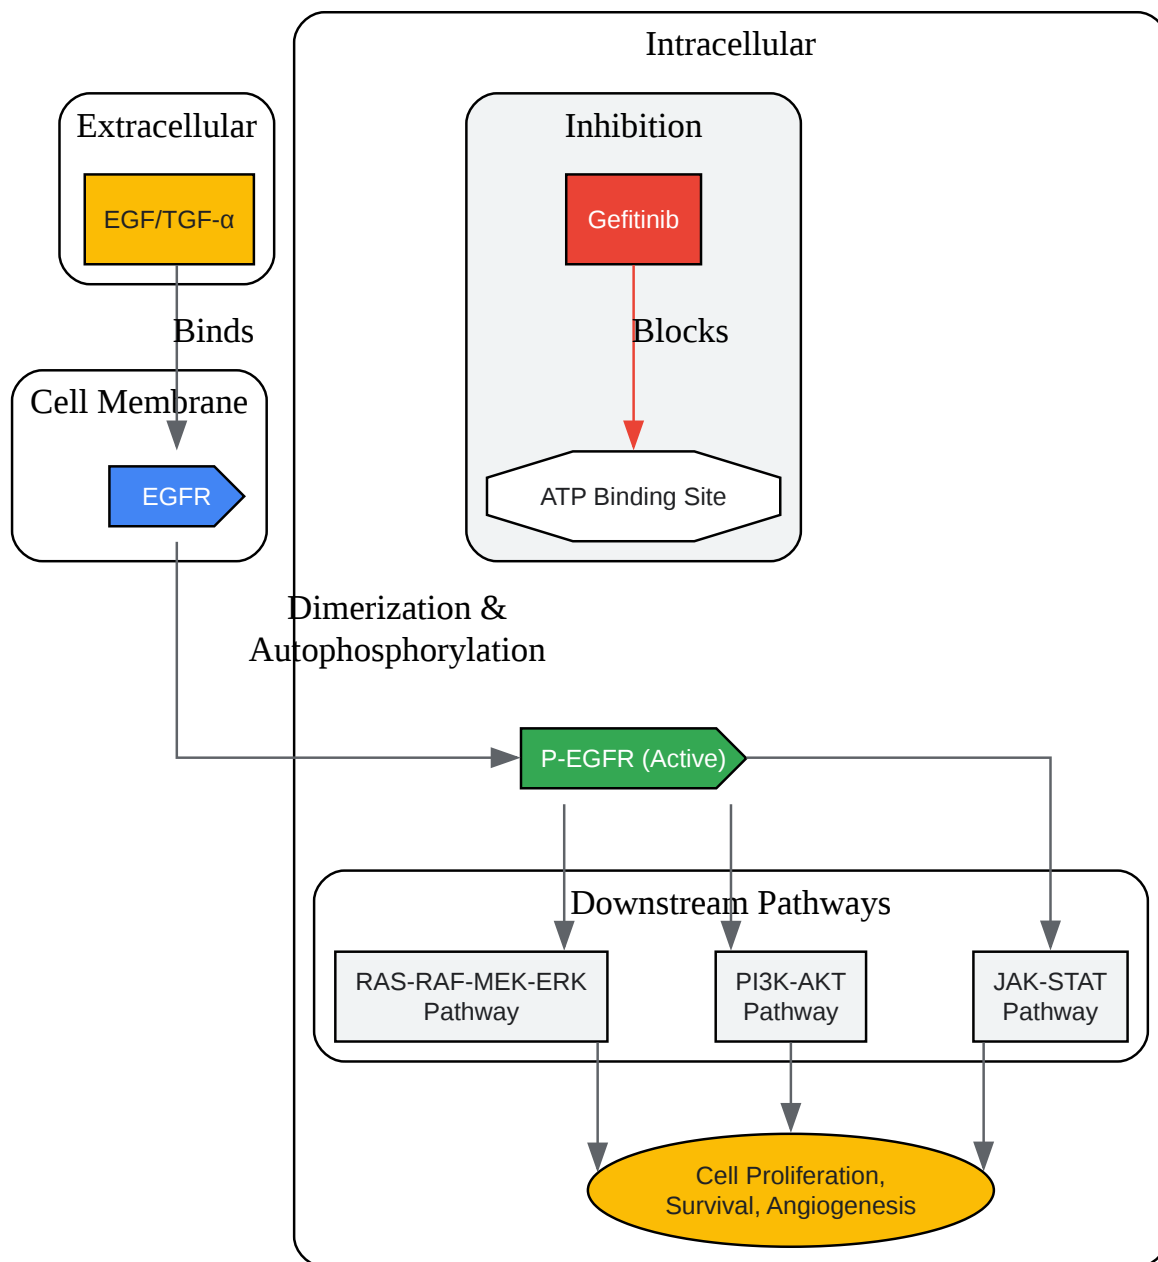 Intracellular
Extracellular
Inhibition
EGF/TGF-α
Gefitinib
Binds
Blocks
Cell Membrane
EGFR
ATP Binding Site
Dimerization &
Autophosphorylation
P-EGFR (Active)
Downstream Pathways
RAS-RAF-MEK-ERK
Pathway
PI3K-AKT
Pathway
JAK-STAT
Pathway
Cell Proliferation,
Survival, Angiogenesis